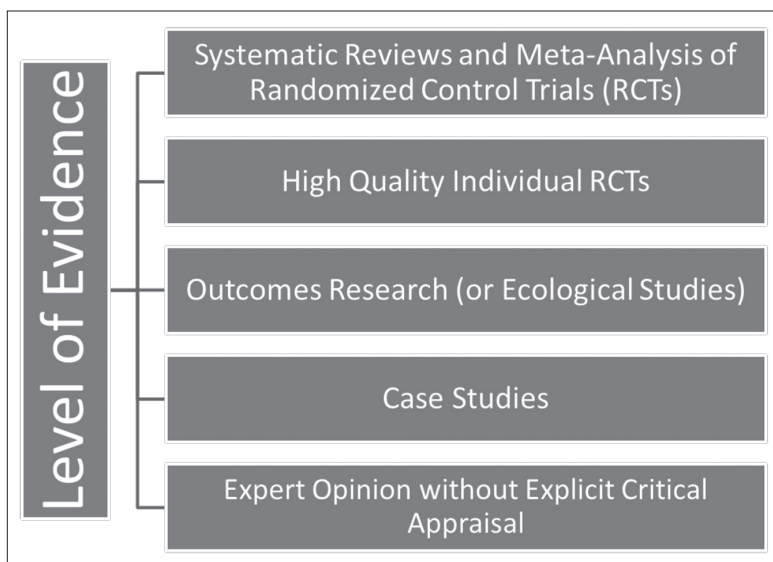 Level of Evidence
Systematic Reviews and Meta-Analysis of
Randomized Control Trials (RCTs)
High Quality Individual RCTs
Outcomes Research (or Ecological Studies)
Case Studies
Expert Opinion without Explicit Critical
Appraisal